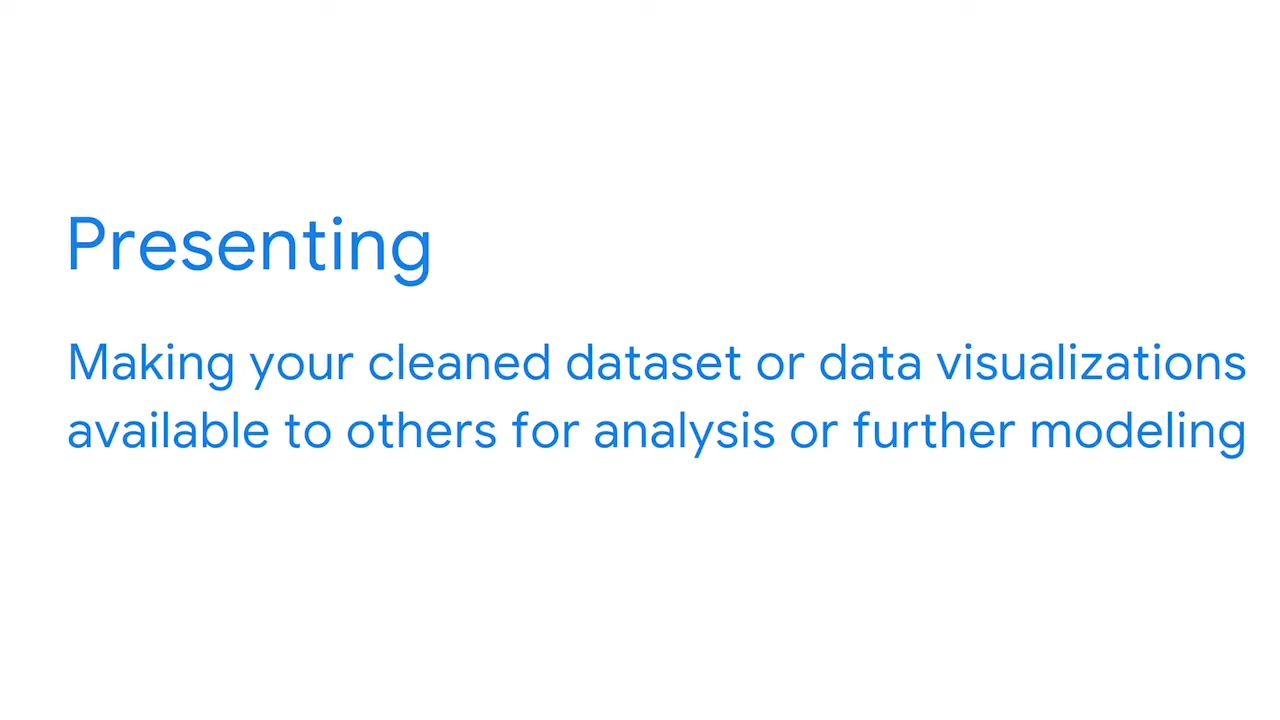 Presenting
Making your cleaned dataset or data visualizations
available to others for analysis or further modeling